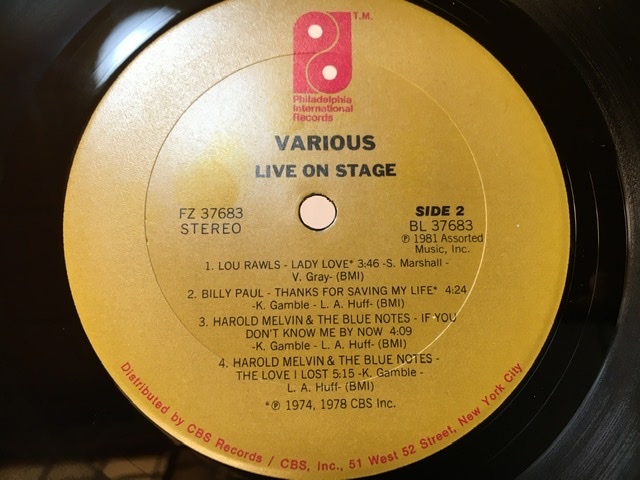 T.M.
Philadelphia
International
Records
VARIOUS
LIVE ON STAGE
FZ 37683
STEREO
SIDE 2
BL 37683
℗ 1981 Assorted
Music, Inc.
1. LOU RAWLS - LADY LOVE* 3:46 -S. Marshall -
V. Gray- (BMI)
2. BILLY PAUL - THANKS FOR SAVING MY LIFE* 4:24
-K. Gamble - L. A. Huff- (BMI)
3. HAROLD MELVIN & THE BLUE NOTES - IF YOU
DON'T KNOW ME BY NOW 4:09
-K. Gamble - L. A. Huff- (BMI)
4. HAROLD MELVIN & THE BLUE NOTES -
THE LOVE I LOST 5:15 -K. Gamble -
L. A. Huff- (BMI)
*℗ 1974, 1978 CBS Inc.
Distributed by CBS Records / CBS, Inc., 51 West 52 Street, New York City